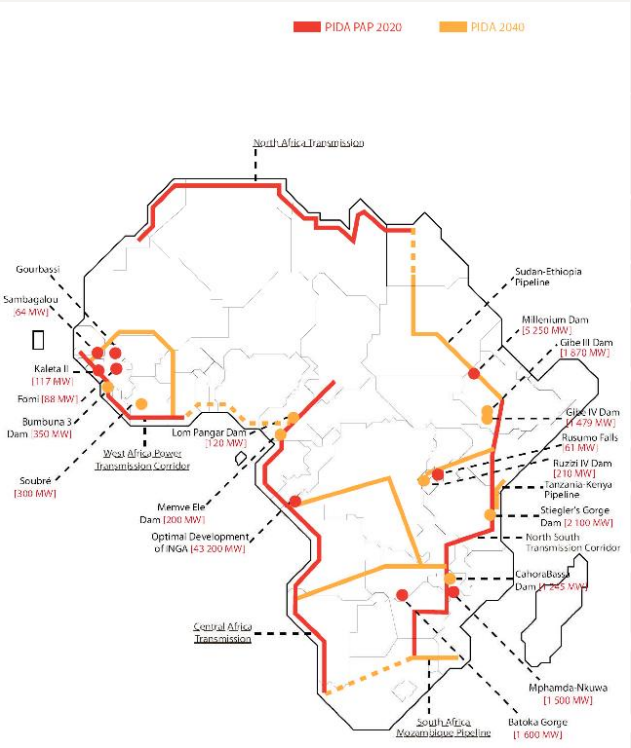 PIDA PAP 2020
PIDA 2040
North Africa Transmission
Gourbassi
Sambagalou
[64 MW]
Kaleta II
[117 MW]
Fomi [88 MW]
Bumbuna 3
Dam [350 MW]
Soubré
[300 MW]
West Africa Power
Transmission Corridor
Lom Pangar Dam
[120 MW]
Memve Ele
Dam [200 MW]
Optimal Development
of INGA [43 200 MW]
Central Africa
Transmission
Sudan-Ethiopia
Pipeline
Millenium Dam
[5 250 MW]
Gibe III Dam
[1 870 MW]
Gibe IV Dam
[1 479 MW]
Rusumo Falls
[61 MW]
Ruzizi IV Dam
[210 MW]
Tanzania-Kenya
Pipeline
Stiegler's Gorge
Dam [2 100 MW]
North South
Transmission Corridor
CahoraBassa
Dam [1 245 MW]
Mphamda-Nkuwa
[1 500 MW]
Batoka Gorge
[1 600 MW]
South Africa
Mozambique Pipeline